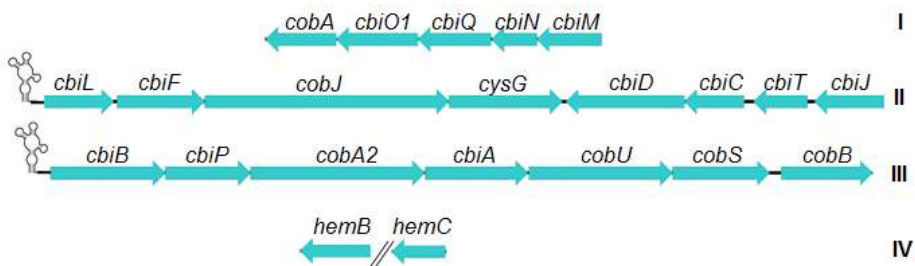 cobA cbiO1 cbiQ cbiN cbiM I
cbiL cbiF cobJ cysG cbiD cbiC cbiT cbiJ II
cbiB cbiP cobA2 cbiA cobU cobS cobB III
hemB hemC IV